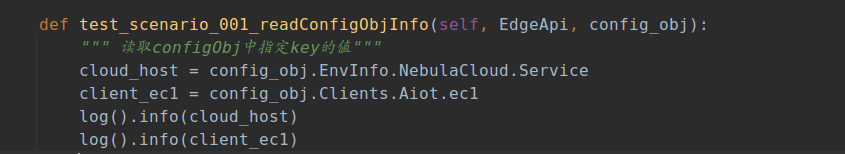 def test_scenario_001_readConfigObjInfo(self, EdgeApi, config_obj):
""" 读取configObj中指定key的值"""
cloud_host = config_obj.EnvInfo.NebulaCloud.Service
client_ec1 = config_obj.Clients.Aiot.ec1
log().info(cloud_host)
log().info(client_ec1)